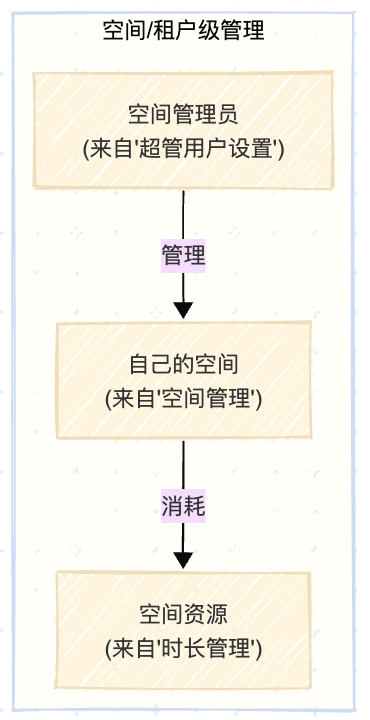 空间/租户级管理
空间管理员
(来自'超管用户设置')
管理
自己的空间
(来自'空间管理')
消耗
空间资源
(来自'时长管理')